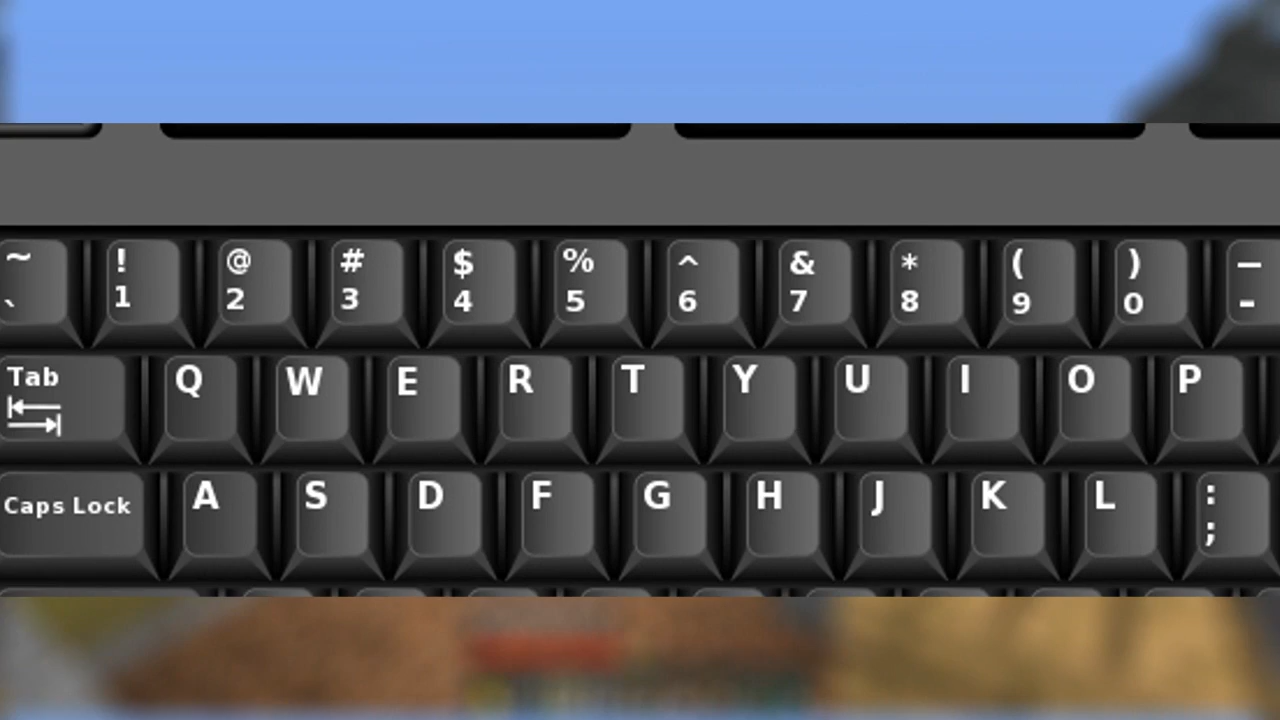 ~ ! @ # $ % ^ & * ( ) —
` 1 2 3 4 5 6 7 8 9 0 -
Tab Q W E R T Y U I O P
Caps Lock A S D F G H J K L :
;